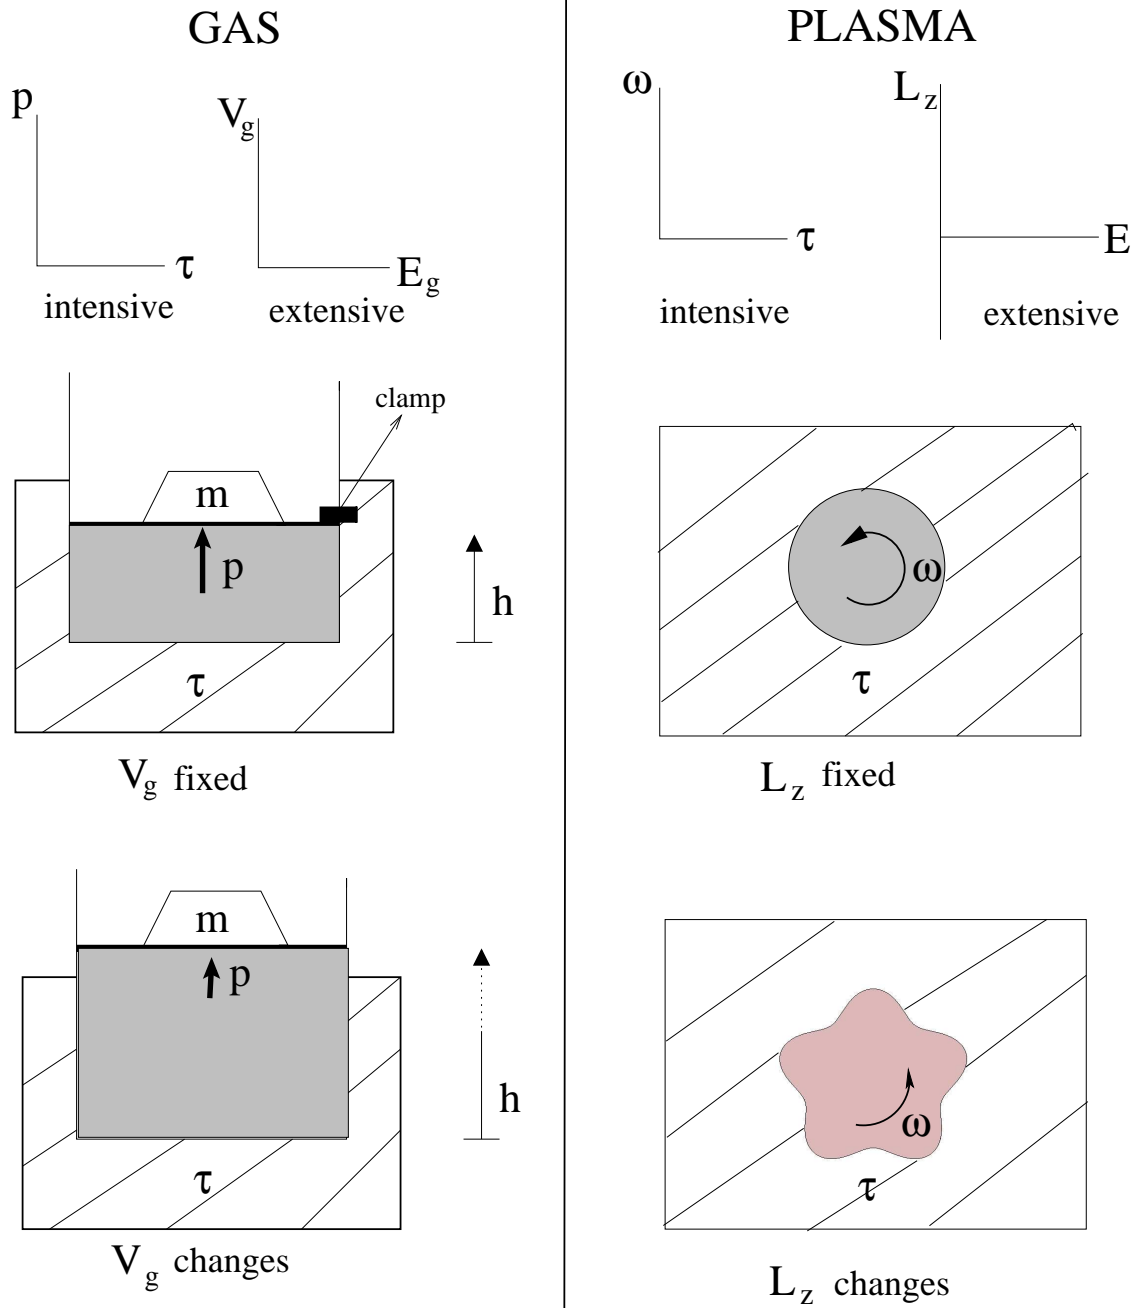 GAS
p
τ
intensive
V_g
E_g
extensive
clamp
m
p
h
τ
V_g fixed
m
p
h
τ
V_g changes
PLASMA
ω
τ
intensive
L_z
E
extensive
ω
τ
L_z fixed
ω
τ
L_z changes